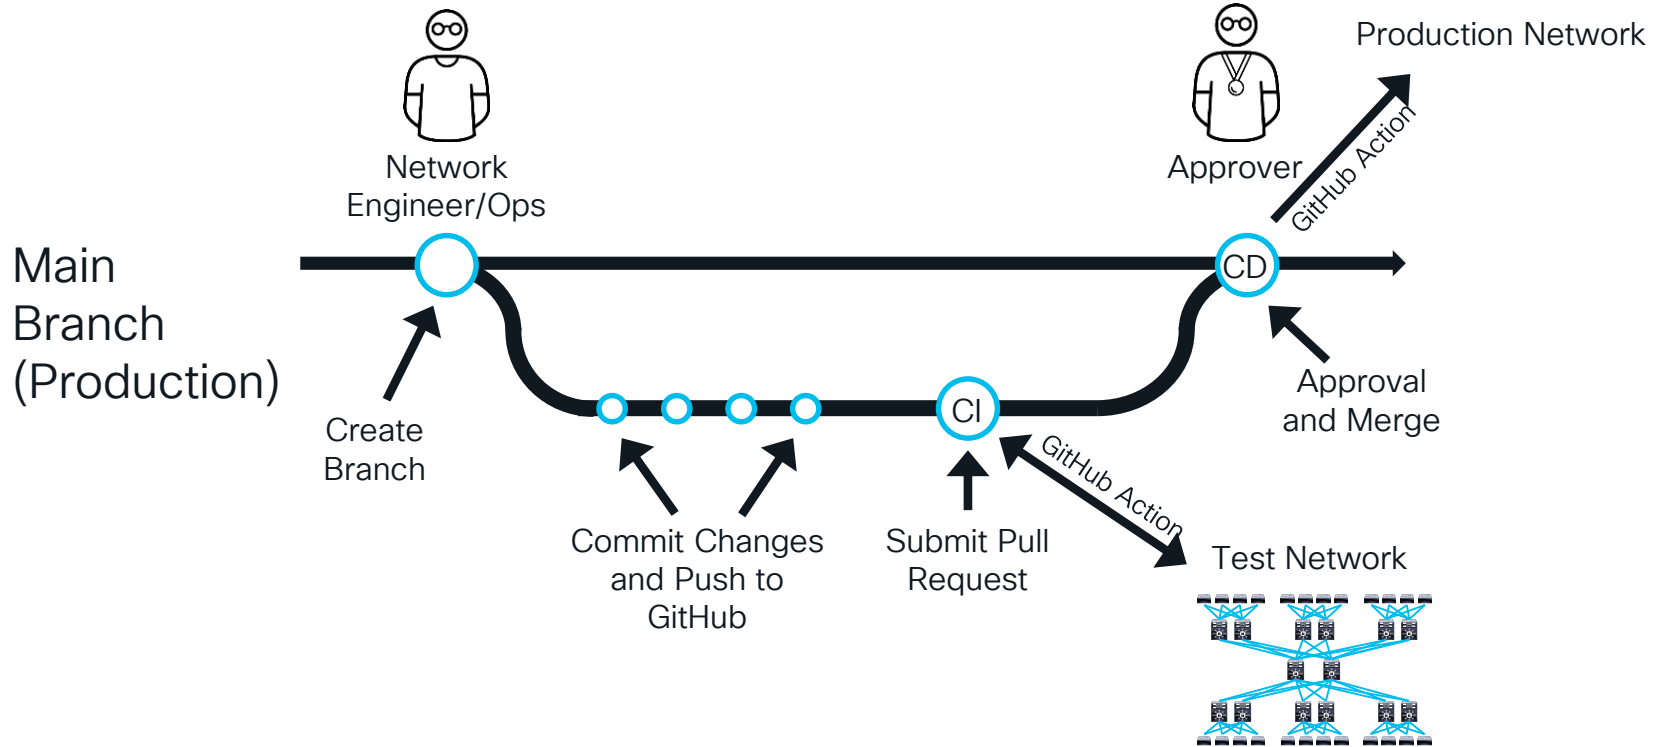 Production Network
Network
Engineer/Ops
Approver
GitHub Action
Main
Branch
(Production)
CD
Create
Branch
CI
Approval
and Merge
GitHub Action
Commit Changes
and Push to
GitHub
Submit Pull
Request
Test Network